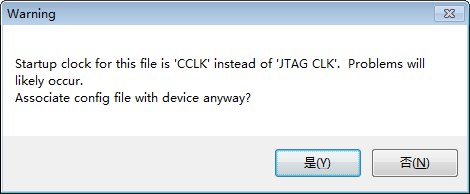 Warning
Startup clock for this file is 'CCLK' instead of 'JTAG CLK'.  Problems will
likely occur.
Associate config file with device anyway?
是(Y)
否(N)